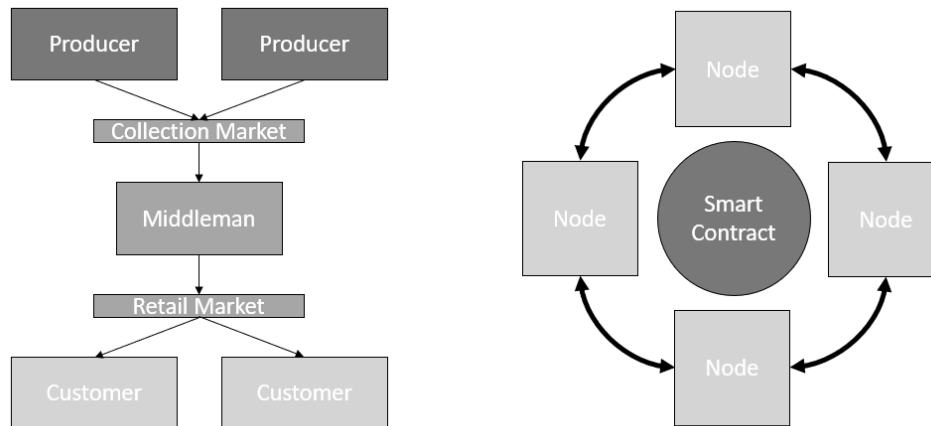 Producer
Producer
Collection Market
Middleman
Retail Market
Customer
Customer
Node
Node
Smart
Contract
Node
Node